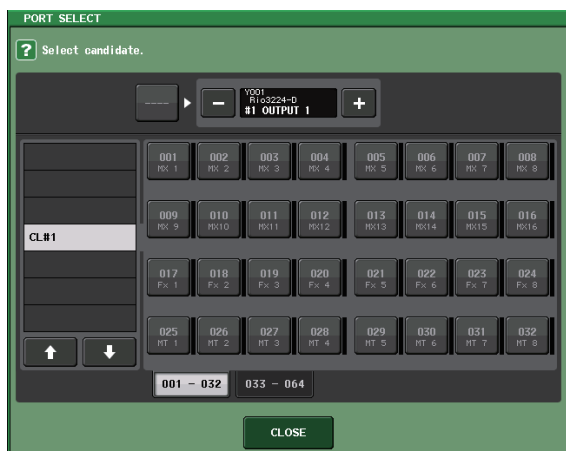 PORT SELECT
? Select candidate.
----
Y001
Rio3224-D
#1 OUTPUT 1
− +
CL#1
001 002 003 004 005 006 007 008
MX 1 MX 2 MX 3 MX 4 MX 5 MX 6 MX 7 MX 8
009 010 011 012 013 014 015 016
MX 9 MX10 MX11 MX12 MX13 MX14 MX15 MX16
017 018 019 020 021 022 023 024
Fx 1 Fx 2 Fx 3 Fx 4 Fx 5 Fx 6 Fx 7 Fx 8
025 026 027 028 029 030 031 032
MT 1 MT 2 MT 3 MT 4 MT 5 MT 6 MT 7 MT 8
001 - 032 033 - 064
CLOSE